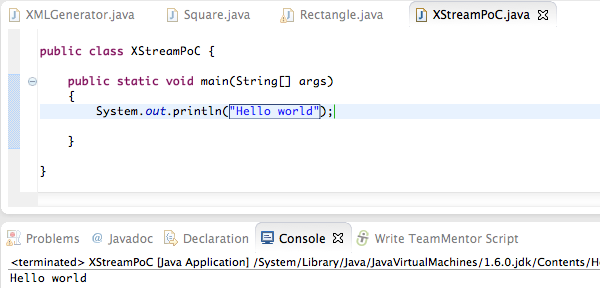 XMLGenerator.java Square.java Rectangle.java XStreamPoC.java
public class XStreamPoC {
public static void main(String[] args)
{
System.out.println("Hello world");
}
}
Problems @ Javadoc Declaration Console Write TeamMentor Script
<terminated> XStreamPoC [Java Application] /System/Library/Java/JavaVirtualMachines/1.6.0.jdk/Contents/H
Hello world